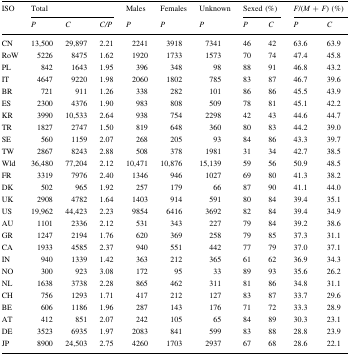 ISO Total Males Females Unknown Sexed (%) F/(M + F) (%)
P C C/P P P P P C P C
CN 13,500 29,897 2.21 2241 3918 7341 46 42 63.6 63.9
RoW 5226 8475 1.62 1920 1733 1573 70 74 47.4 45.8
PL 842 1643 1.95 396 348 98 88 91 46.8 43.2
IT 4647 9220 1.98 2060 1802 785 83 87 46.7 39.6
BR 721 911 1.26 338 282 101 86 86 45.5 43.9
ES 2300 4376 1.90 983 808 509 78 81 45.1 42.2
KR 3990 10,533 2.64 938 754 2298 42 43 44.6 44.7
TR 1827 2747 1.50 819 648 360 80 83 44.2 39.0
SE 560 1159 2.07 268 205 93 84 86 43.3 39.7
TW 2867 8243 2.88 508 378 1981 31 34 42.7 38.5
Wld 36,480 77,204 2.12 10,471 10,876 15,139 59 56 50.9 48.5
FR 3319 7976 2.40 1346 946 1027 69 80 41.3 38.2
DK 502 965 1.92 257 179 66 87 90 41.1 44.0
UK 2908 4782 1.64 1403 914 591 80 84 39.4 35.1
US 19,962 44,423 2.23 9854 6416 3692 82 84 39.4 34.9
AU 1101 2336 2.12 531 343 227 79 84 39.2 38.6
GR 1247 2194 1.76 620 369 258 79 85 37.3 31.1
CA 1933 4585 2.37 940 551 442 77 79 37.0 37.1
IN 940 1339 1.42 363 212 365 61 62 36.9 34.3
NO 300 923 3.08 172 95 33 89 93 35.6 26.2
NL 1638 3738 2.28 865 462 311 81 86 34.8 31.1
CH 756 1293 1.71 417 212 127 83 87 33.7 29.6
BE 606 1186 1.96 287 143 176 71 72 33.3 28.9
AT 412 851 2.07 242 105 65 84 89 30.3 23.1
DE 3523 6935 1.97 2083 841 599 83 88 28.8 23.9
JP 8900 24,503 2.75 4260 1703 2937 67 68 28.6 22.1